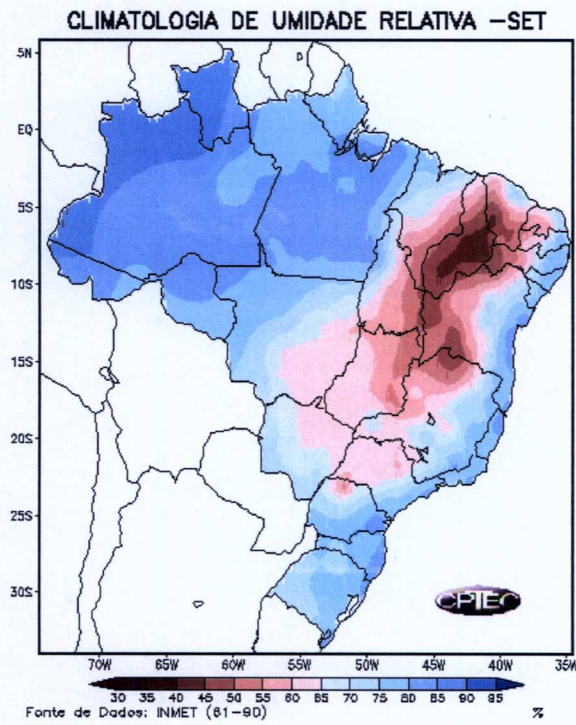 CLIMATOLOGIA DE UMIDADE RELATIVA -SET
5N
EQ
5S
10S
15S
20S
25S
30S
CPTEC
70W 65W 60W 55W 50W 45W 40W 35W
30 35 40 45 50 55 60 65 70 75 80 85 90 95
Fonte de Dados: INMET (61-90) %